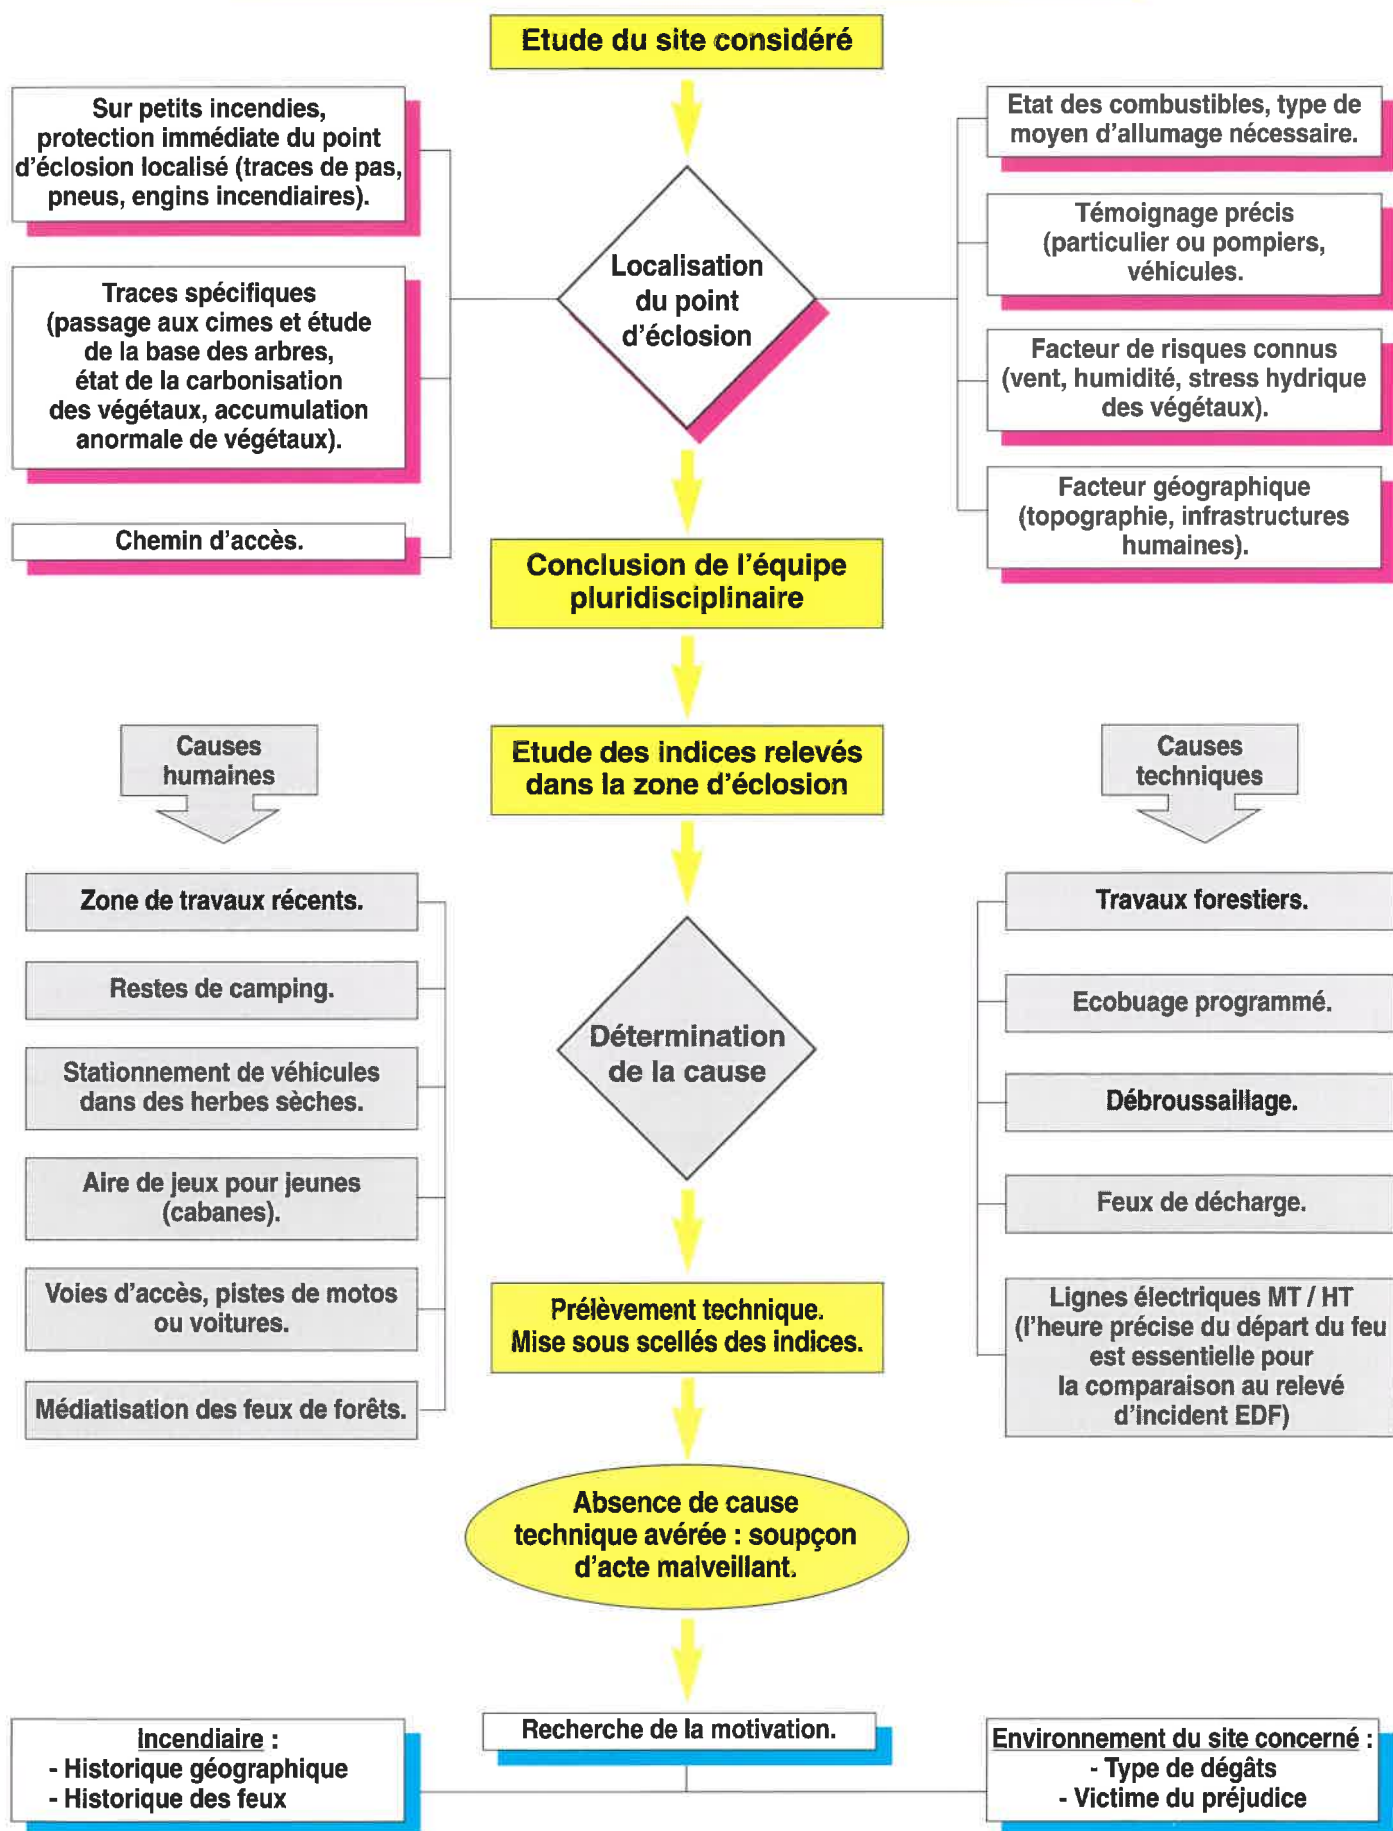 Etude du site considéré
Sur petits incendies,
protection immédiate du point
d'éclosion localisé (traces de pas,
pneus, engins incendiaires).
Traces spécifiques
(passage aux cimes et étude
de la base des arbres,
état de la carbonisation
des végétaux, accumulation
anormale de végétaux).
Chemin d'accès.
Localisation
du point
d'éclosion
Etat des combustibles, type de
moyen d'allumage nécessaire.
Témoignage précis
(particulier ou pompiers,
véhicules.
Facteur de risques connus
(vent, humidité, stress hydrique
des végétaux).
Facteur géographique
(topographie, infrastructures
humaines).
Conclusion de l'équipe
pluridisciplinaire
Etude des indices relevés
dans la zone d'éclosion
Causes
humaines
Zone de travaux récents.
Restes de camping.
Stationnement de véhicules
dans des herbes sèches.
Aire de jeux pour jeunes
(cabanes).
Voies d'accès, pistes de motos
ou voitures.
Médiatisation des feux de forêts.
Détermination
de la cause
Causes
techniques
Travaux forestiers.
Ecobuage programmé.
Débroussaillage.
Feux de décharge.
Lignes électriques MT / HT
(l'heure précise du départ du feu
est essentielle pour
la comparaison au relevé
d'incident EDF)
Prélèvement technique.
Mise sous scellés des indices.
Absence de cause
technique avérée : soupçon
d'acte malveillant.
Recherche de la motivation.
Incendiaire :
- Historique géographique
- Historique des feux
Environnement du site concerné :
- Type de dégâts
- Victime du préjudice